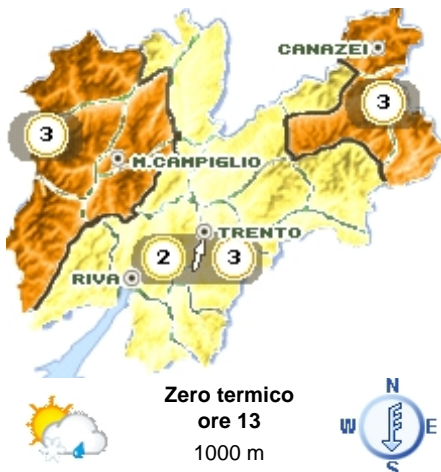 CANAZEI
3
3
M.CAMPIGLIO
TRENTO
2 3
RIVA
Zero termico
ore 13
1000 m
N
W E
S